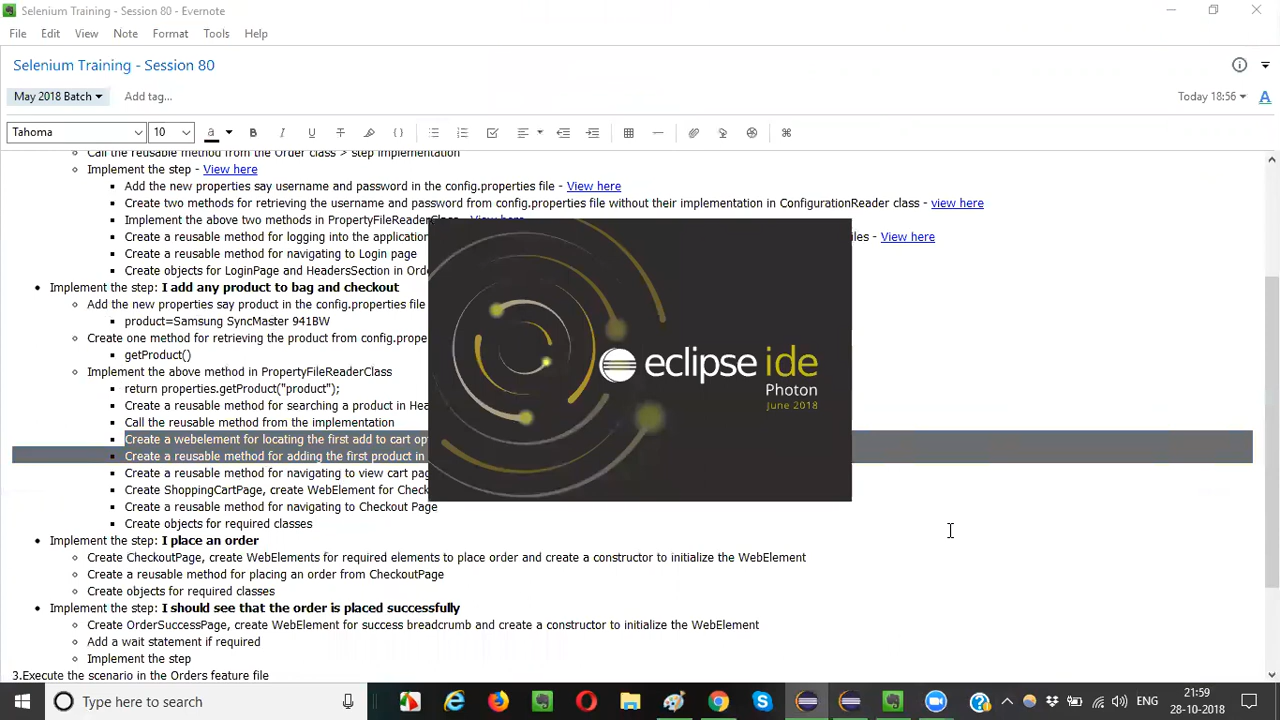 Selenium Training - Session 80 - Evernote
File Edit View Note Format Tools Help
Selenium Training - Session 80
May 2018 Batch Add tag...
Today 18:56
Tahoma 10
Call the reusable method from the Order class > step implementation
Implement the step - View here
Add the new properties say username and password in the config.properties file - View here
Create two methods for retrieving the username and password from config.properties file without their implementation in ConfigurationReader class - view here
Implement the above two methods in PropertyFileReaderClass - View here
Create a reusable method for logging into the application files - View here
Create a reusable method for navigating to Login page
Create objects for LoginPage and HeadersSection in
Implement the step: I add any product to bag and checkout
Add the new properties say product in the config.properties file
product=Samsung SyncMaster 941BW
Create one method for retrieving the product from
getProduct()
Implement the above method in PropertyFileReaderClass
return properties.getProduct("product");
Create a reusable method for searching a product in
Call the reusable method from the implementation
Create a webelement for locating the first add to cart
Create a reusable method for adding the first product in
Create a reusable method for navigating to view cart
Create ShoppingCartPage, create WebElement for
Create a reusable method for navigating to Checkout Page
Create objects for required classes
eclipse ide
Photon
June 2018
Implement the step: I place an order
Create CheckoutPage, create WebElements for required elements to place order and create a constructor to initialize the WebElement
Create a reusable method for placing an order from CheckoutPage
Create objects for required classes
Implement the step: I should see that the order is placed successfully
Create OrderSuccessPage, create WebElement for success breadcrumb and create a constructor to initialize the WebElement
Add a wait statement if required
Implement the step
3.Execute the scenario in the Orders feature file
Type here to search
ENG
21:59
28-10-2018